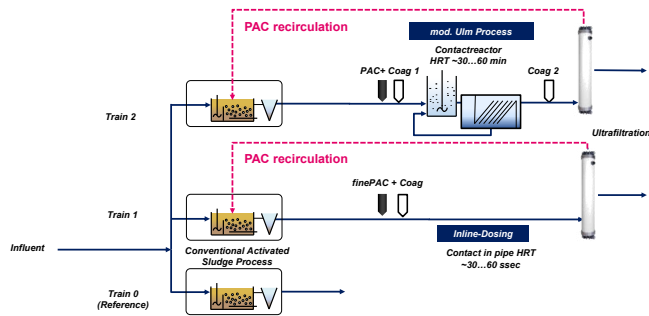 PAC recirculation
mod. Ulm Process
Contactreactor
HRT ~30...60 min
PAC+ Coag 1
Coag 2
Train 2
Ultrafiltration
PAC recirculation
finePAC + Coag
Train 1
Inline-Dosing
Influent
Conventional Activated
Sludge Process
Contact in pipe HRT
~30...60 ssec
Train 0
(Reference)